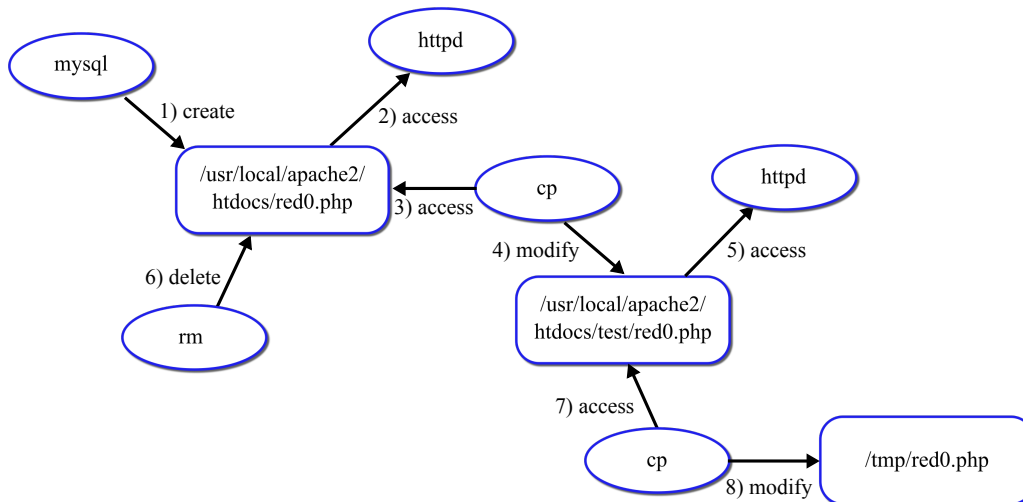 httpd
mysql
1) create
2) access
/usr/local/apache2/
htdocs/red0.php
3) access
cp
httpd
4) modify
5) access
6) delete
/usr/local/apache2/
htdocs/test/red0.php
rm
7) access
cp
/tmp/red0.php
8) modify